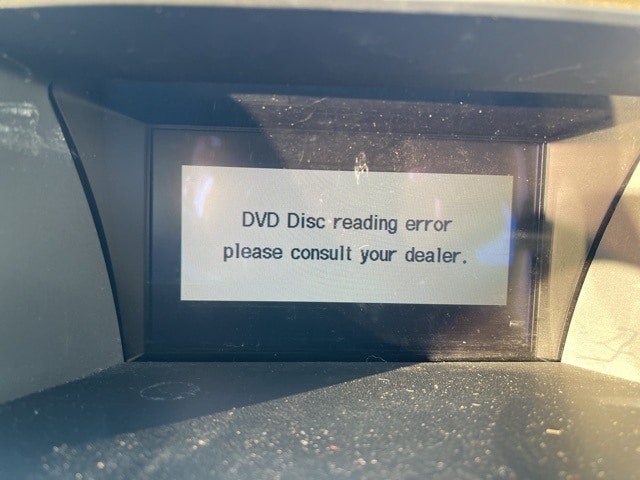 DVD Disc reading error
please consult your dealer.